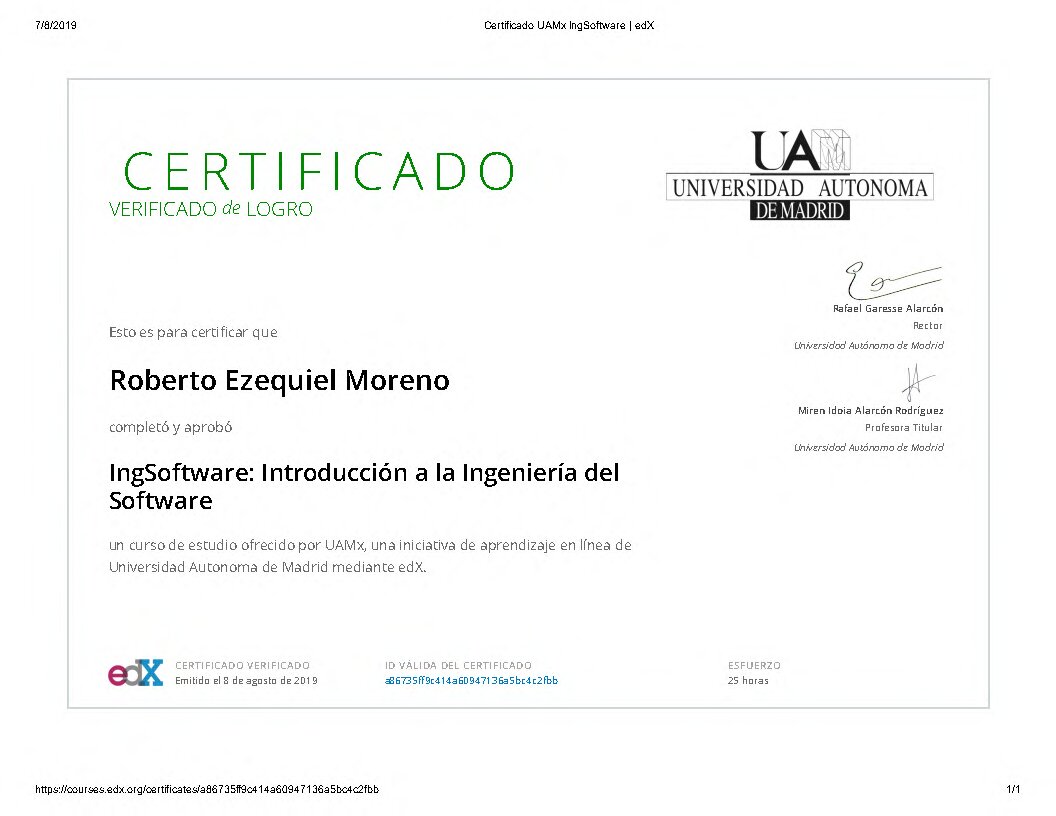 7/8/2019
Certificado UAMx IngSoftware | edX
CERTIFICADO
VERIFICADO de LOGRO
UAM
UNIVERSIDAD AUTONOMA
DE MADRID
Rafael Garesse Alarcón
Rector
Universidad Autónoma de Madrid
Miren Idoia Alarcón Rodríguez
Profesora Titular
Universidad Autónoma de Madrid
Esto es para certificar que
Roberto Ezequiel Moreno
completó y aprobó
IngSoftware: Introducción a la Ingeniería del
Software
un curso de estudio ofrecido por UAMx, una iniciativa de aprendizaje en línea de
Universidad Autonoma de Madrid mediante edX.
edX
CERTIFICADO VERIFICADO
Emitido el 8 de agosto de 2019
ID VÁLIDA DEL CERTIFICADO
a86735ff9c414a60947136a5bc4c2fbb
ESFUERZO
25 horas
https://courses.edx.org/certificates/a86735ff9c414a60947136a5bc4c2fbb
1/1